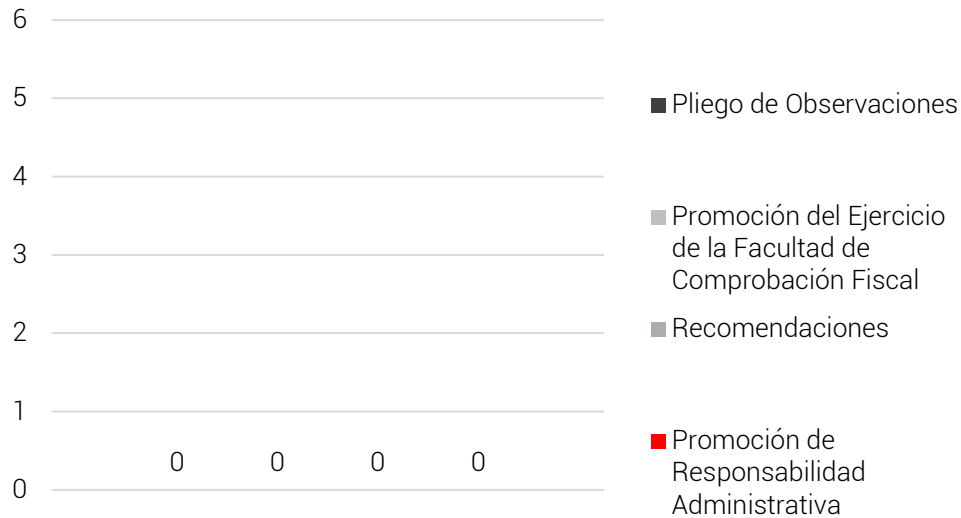 6
5
4
3
2
1
0
0 0 0 0
Pliego de Observaciones
Promoción del Ejercicio
de la Facultad de
Comprobación Fiscal
Recomendaciones
Promoción de
Responsabilidad
Administrativa